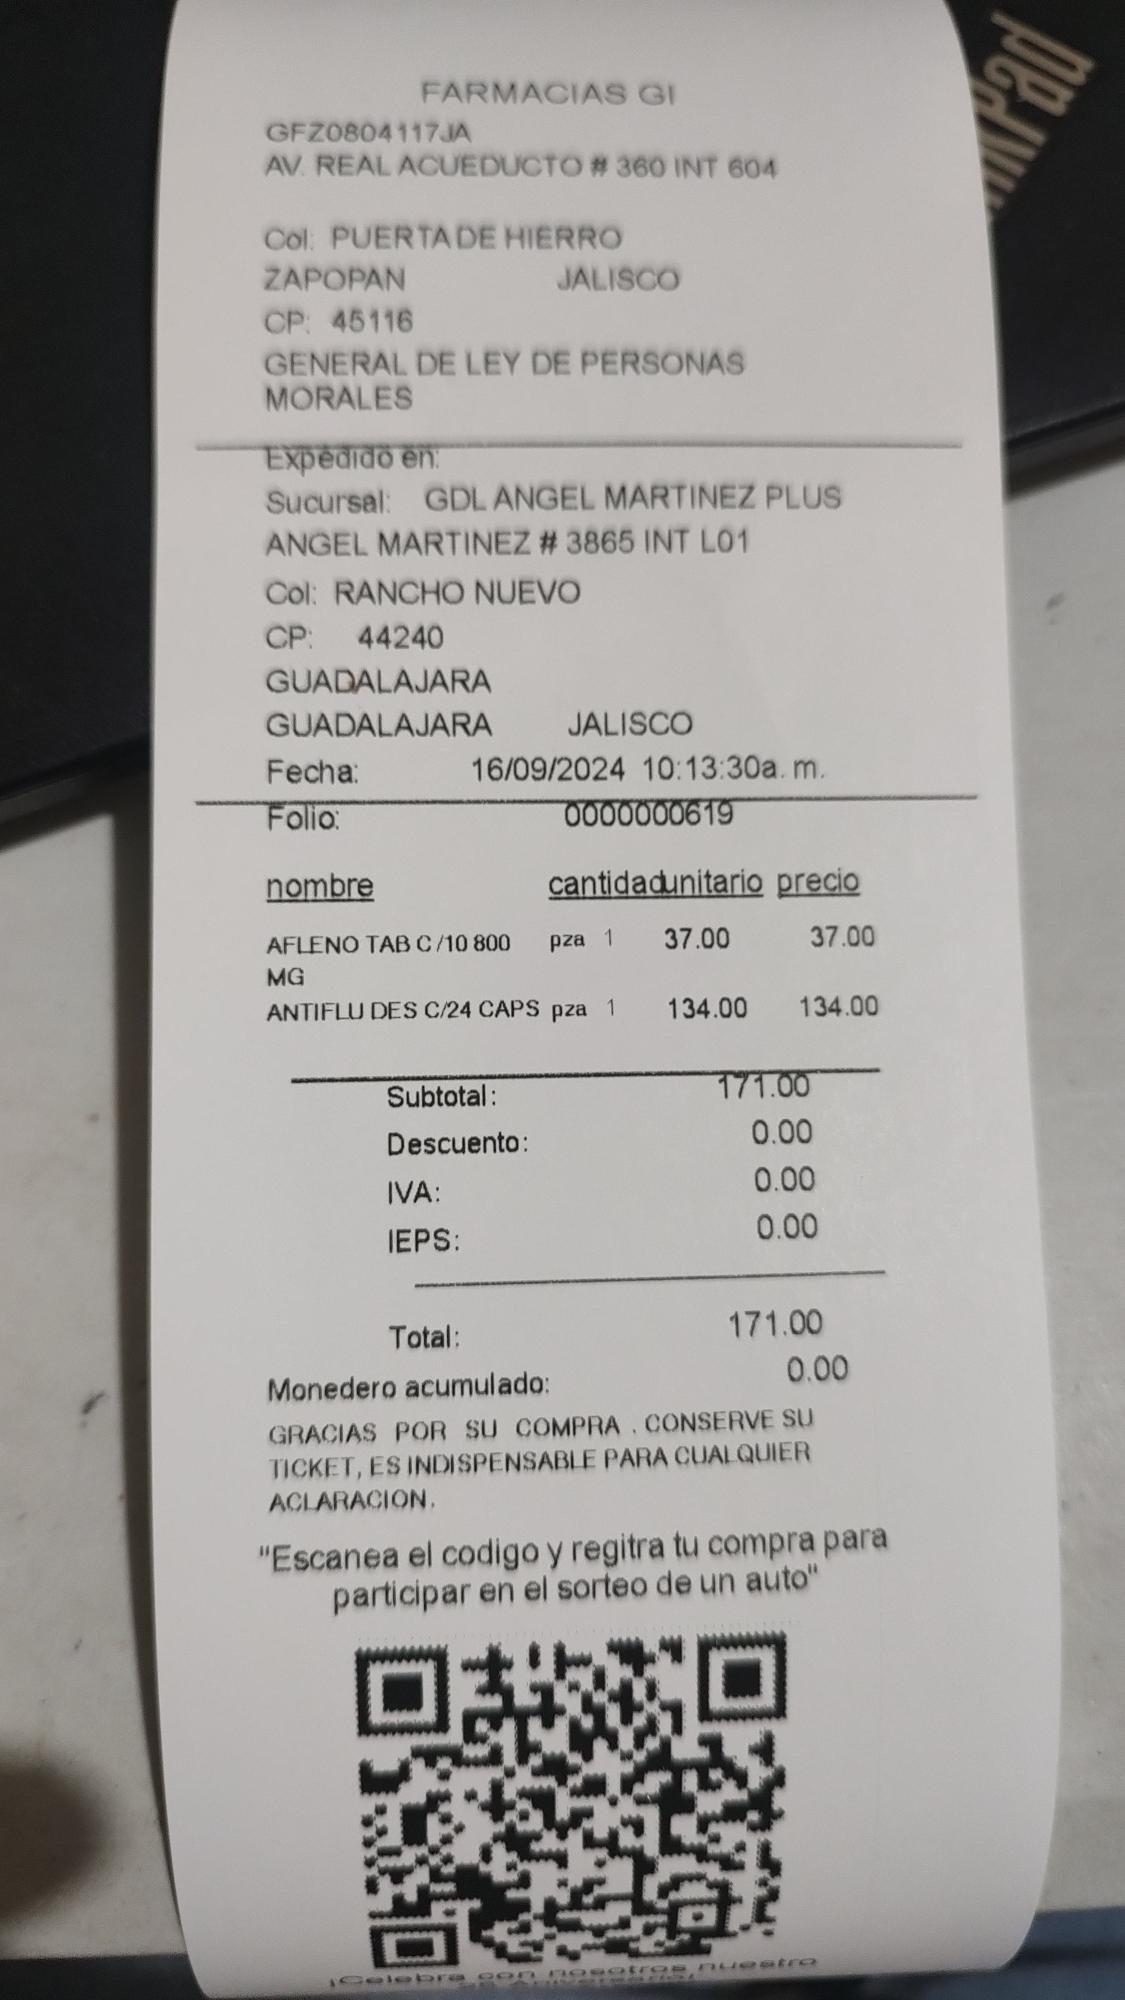 FARMACIAS GI
GFZ0804117JA
AV. REAL ACUEDUCTO # 360 INT 604
Col: PUERTA DE HIERRO
ZAPOPAN JALISCO
CP: 45116
GENERAL DE LEY DE PERSONAS
MORALES
Expedido en:
Sucursal: GDL ANGEL MARTINEZ PLUS
ANGEL MARTINEZ # 3865 INT L01
Col: RANCHO NUEVO
CP: 44240
GUADALAJARA
GUADALAJARA JALISCO
Fecha: 16/09/2024 10:13:30a. m.
Folio: 0000000619
nombre cantidad unitario precio
AFLENO TAB C/10 800 pza 1 37.00 37.00
MG
ANTIFLU DES C/24 CAPS pza 1 134.00 134.00
Subtotal: 171.00
Descuento: 0.00
IVA: 0.00
IEPS: 0.00
Total: 171.00
Monedero acumulado: 0.00
GRACIAS POR SU COMPRA . CONSERVE SU
TICKET, ES INDISPENSABLE PARA CUALQUIER
ACLARACION.
"Escanea el codigo y regitra tu compra para
participar en el sorteo de un auto"
¡Celebra con nosotros nuestro